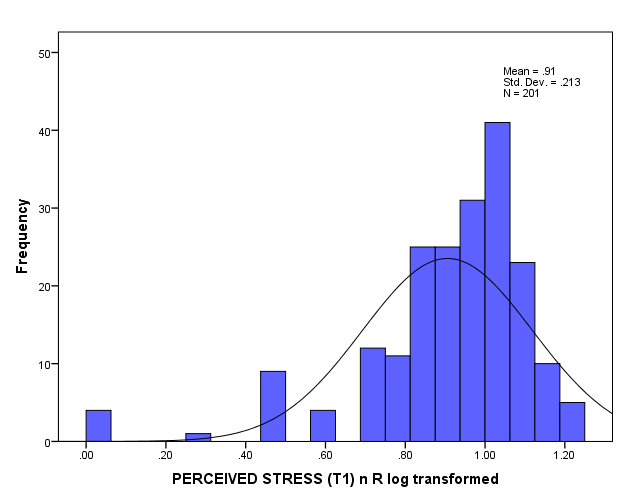 50
Mean = .91
Std. Dev. = .213
N = 201
40
30
20
10
0
Frequency
.00 .20 .40 .60 .80 1.00 1.20
PERCEIVED STRESS (T1) n R log transformed